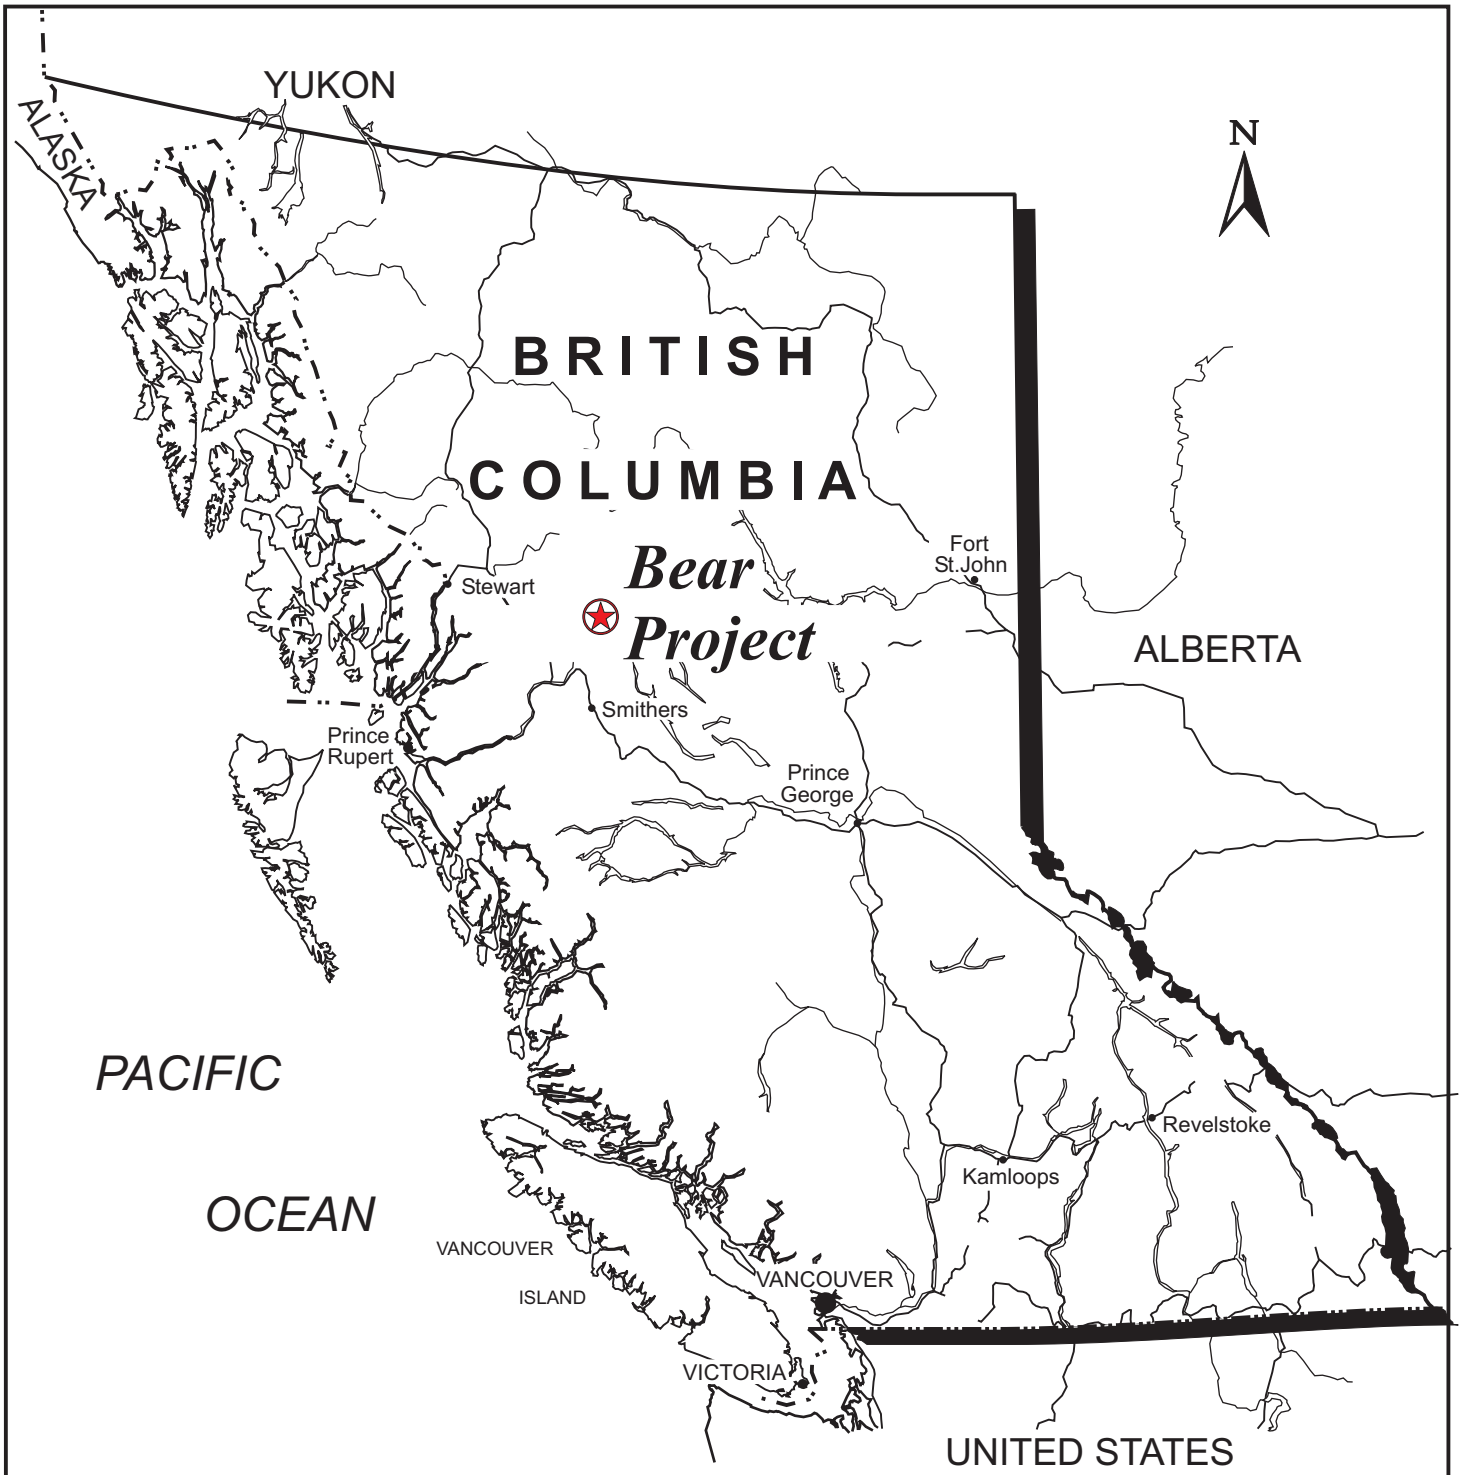 YUKON
ALASKA
N
BRITISH
COLUMBIA
Bear
Project
Fort
St.John
Stewart
ALBERTA
Smithers
Prince
Rupert
Prince
George
PACIFIC
OCEAN
Revelstoke
Kamloops
VANCOUVER
ISLAND
VANCOUVER
VICTORIA
UNITED STATES